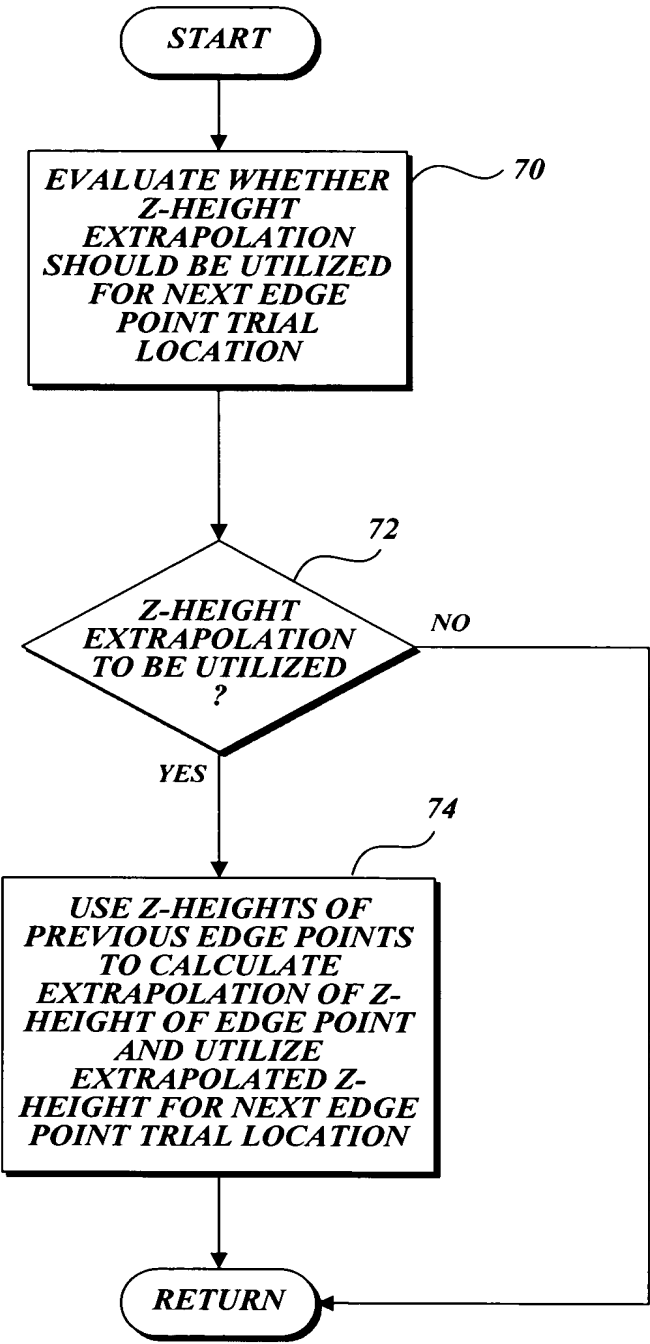 START
70
EVALUATE WHETHER
Z-HEIGHT
EXTRAPOLATION
SHOULD BE UTILIZED
FOR NEXT EDGE
POINT TRIAL
LOCATION
72
Z-HEIGHT
EXTRAPOLATION
TO BE UTILIZED
?
NO
YES
74
USE Z-HEIGHTS OF
PREVIOUS EDGE POINTS
TO CALCULATE
EXTRAPOLATION OF Z-
HEIGHT OF EDGE POINT
AND UTILIZE
EXTRAPOLATED Z-
HEIGHT FOR NEXT EDGE
POINT TRIAL LOCATION
RETURN